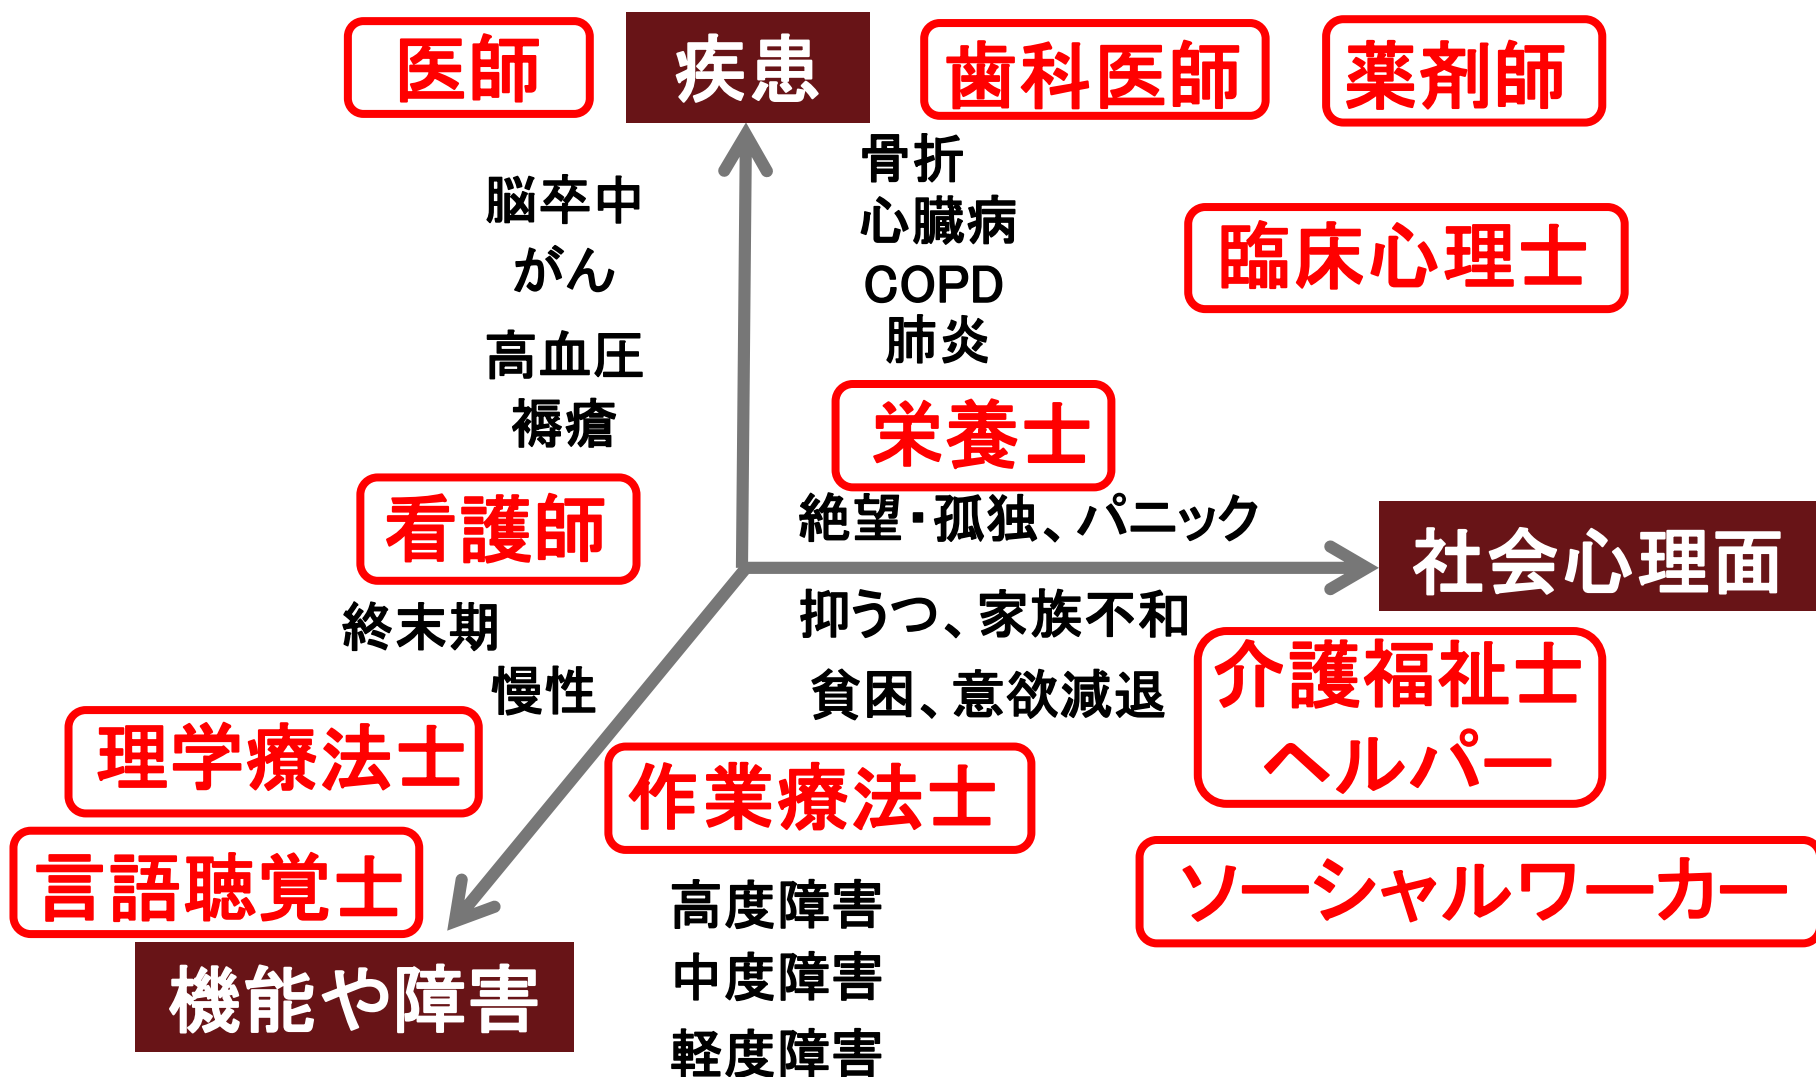 医師
疾患
歯科医師
薬剤師
骨折
脳卒中
心臓病
臨床心理士
がん
COPD
高血圧
肺炎
褥瘡
栄養士
看護師
絶望・孤独、パニック
社会心理面
終末期
抑うつ、家族不和
慢性
貧困、意欲減退
介護福祉士
ヘルパー
理学療法士
作業療法士
言語聴覚士
ソーシャルワーカー
高度障害
機能や障害
中度障害
軽度障害